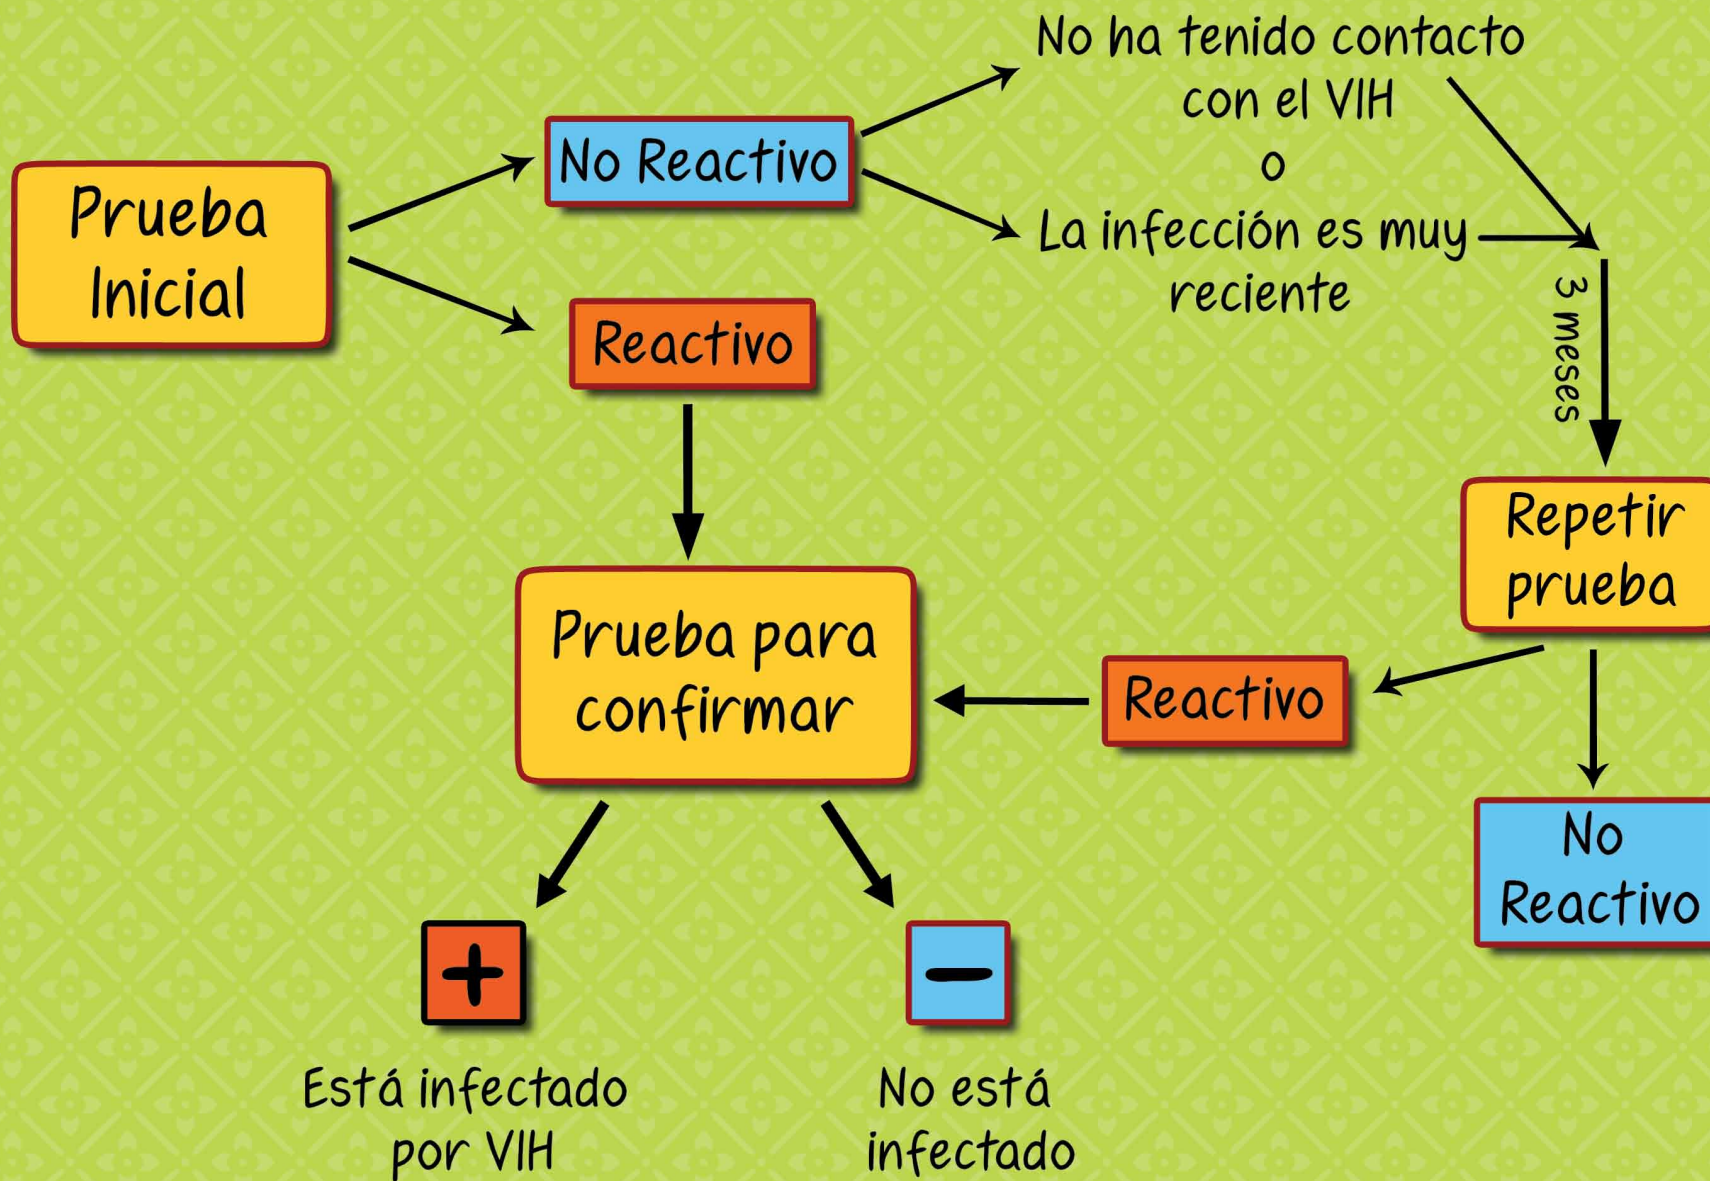 Prueba
Inicial
No Reactivo
Reactivo
No ha tenido contacto
con el VIH
o
La infección es muy
reciente
3 meses
Repetir
prueba
Reactivo
No
Reactivo
Prueba para
confirmar
+
−
Está infectado
por VIH
No está
infectado